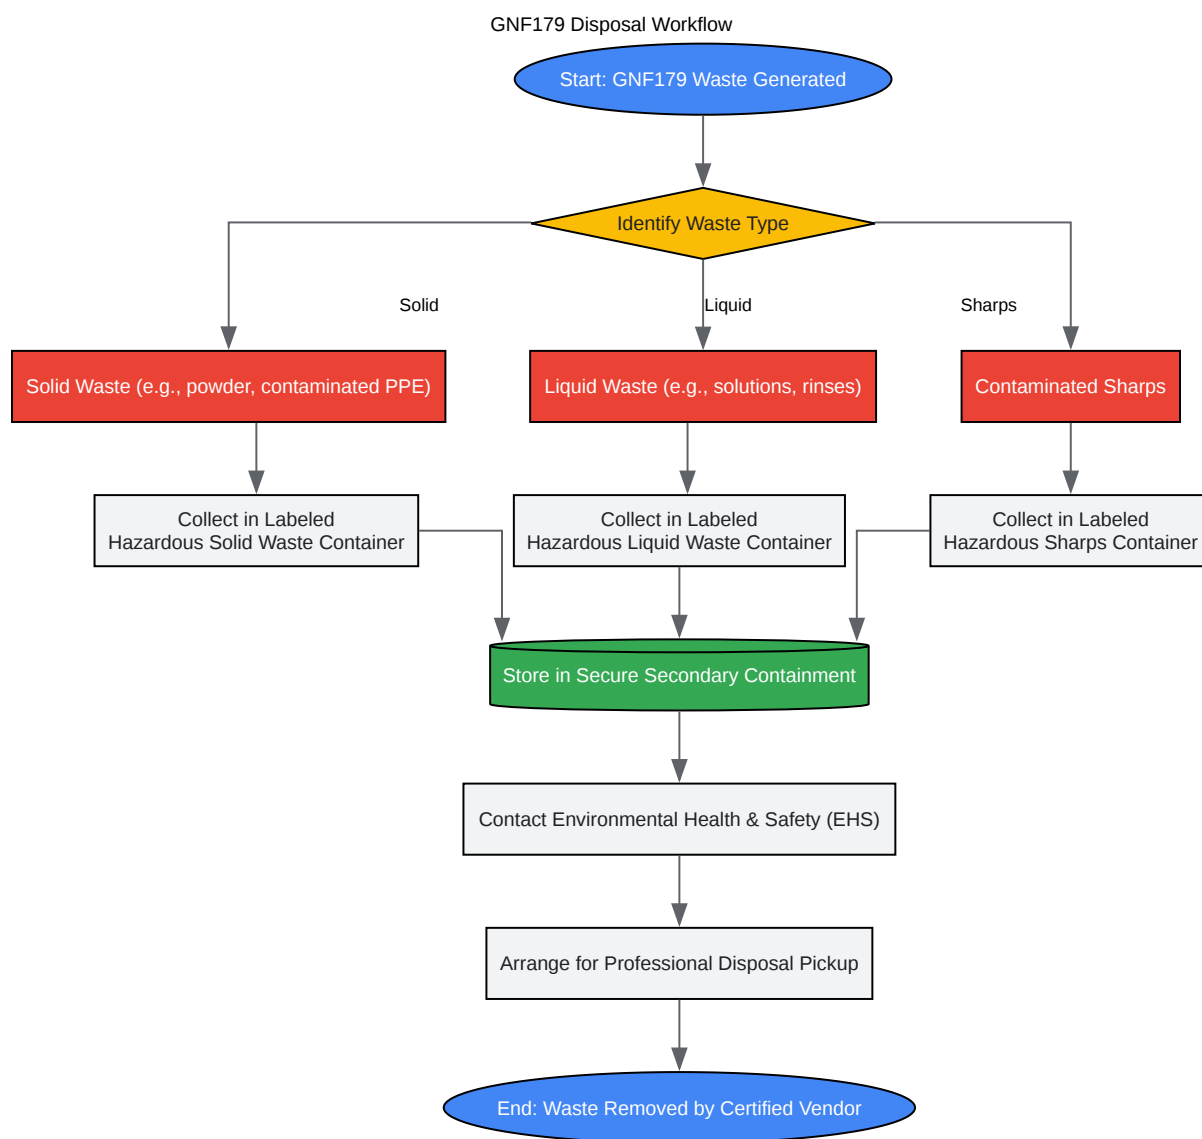 GNF179 Disposal Workflow
Start: GNF179 Waste Generated
Identify Waste Type
Solid
Liquid
Sharps
Solid Waste (e.g., powder, contaminated PPE)
Liquid Waste (e.g., solutions, rinses)
Contaminated Sharps
Collect in Labeled
Hazardous Solid Waste Container
Collect in Labeled
Hazardous Liquid Waste Container
Collect in Labeled
Hazardous Sharps Container
Store in Secure Secondary Containment
Contact Environmental Health & Safety (EHS)
Arrange for Professional Disposal Pickup
End: Waste Removed by Certified Vendor